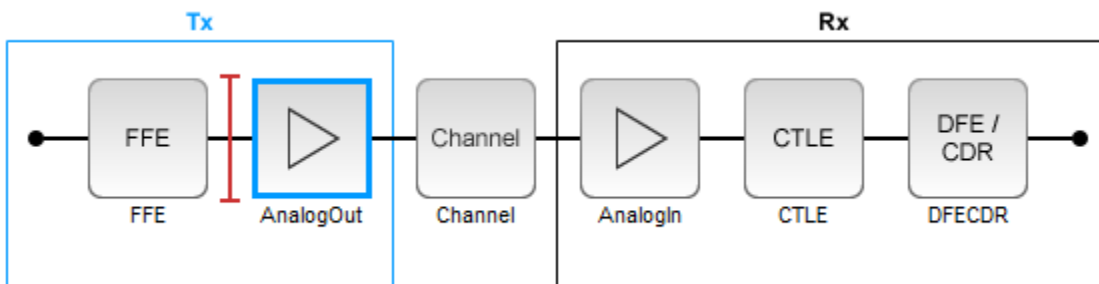 Tx
Rx
FFE
Channel
CTLE
DFE /
CDR
FFE
AnalogOut
Channel
AnalogIn
CTLE
DFECDR